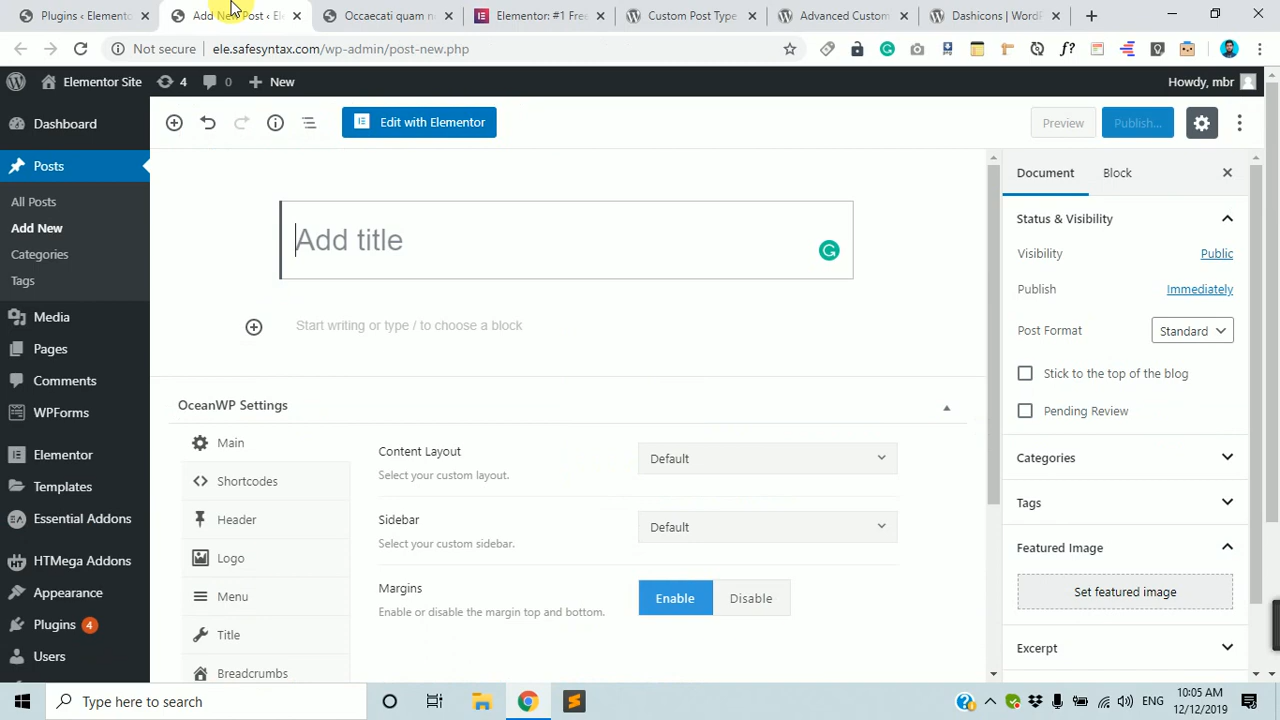 Plugins ‹ Elemento
Add New Post ‹ Ele
Occaecati quam n
Elementor: #1 Free
Custom Post Type
Advanced Custom
Dashicons | WordP
Not secure
ele.safesyntax.com/wp-admin/post-new.php
f?
Elementor Site
4
0
New
Howdy, mbr
Dashboard
Posts
All Posts
Add New
Categories
Tags
Media
Pages
Comments
WPForms
Elementor
Templates
Essential Addons
HTMega Addons
Appearance
Plugins 4
Users
Edit with Elementor
Preview
Publish...
Add title
Start writing or type / to choose a block
OceanWP Settings
Main
Shortcodes
Header
Logo
Menu
Title
Breadcrumbs
Content Layout
Select your custom layout.
Default
Sidebar
Select your custom sidebar.
Default
Margins
Enable or disable the margin top and bottom.
Enable
Disable
Document
Block
Status & Visibility
Visibility
Public
Publish
Immediately
Post Format
Standard
Stick to the top of the blog
Pending Review
Categories
Tags
Featured Image
Set featured image
Excerpt
Type here to search
ENG
10:05 AM
12/12/2019